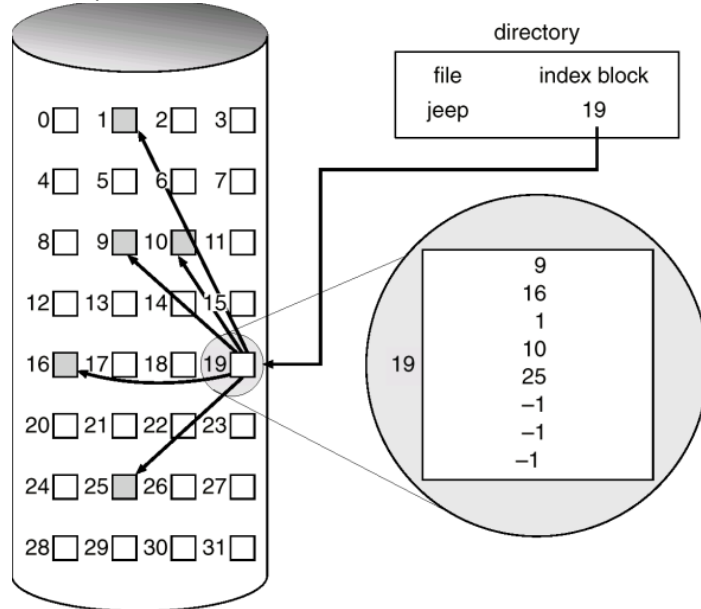 directory
file index block
jeep 19
0 1 2 3
4 5 6 7
8 9 10 11
12 13 14 15
16 17 18 19
20 21 22 23
24 25 26 27
28 29 30 31
19
9
16
1
10
25
–1
–1
–1